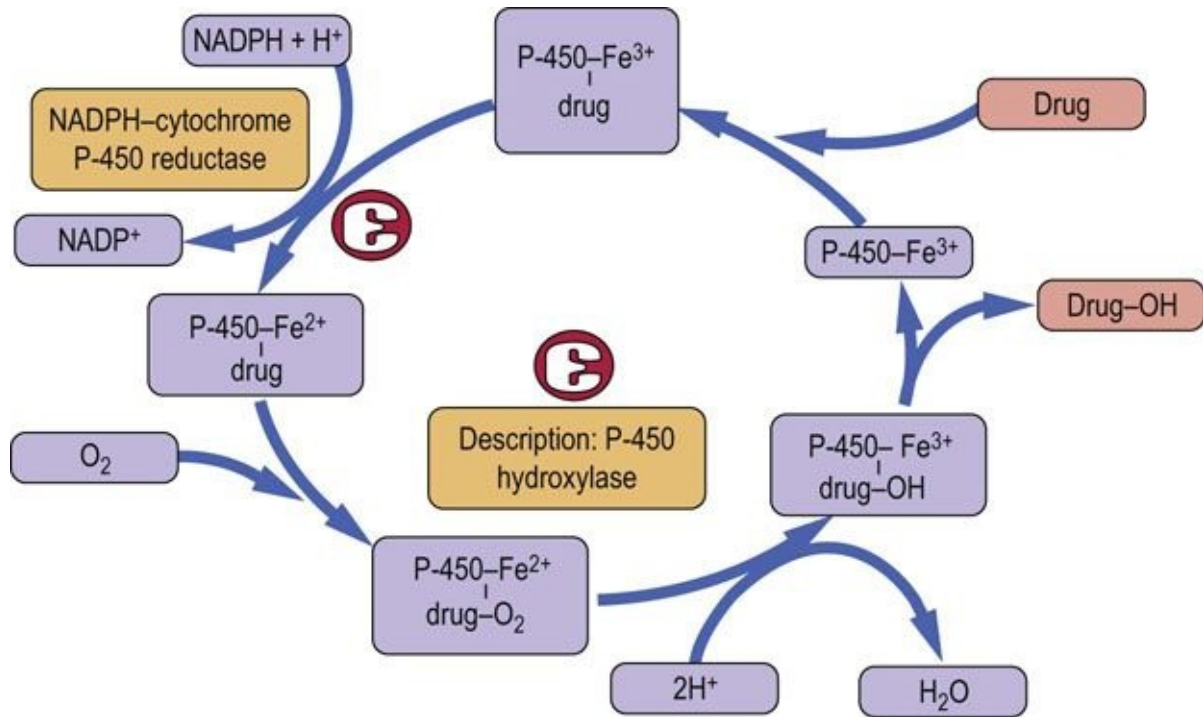 NADPH + H⁺
P-450–Fe³⁺
drug
NADPH–cytochrome
P-450 reductase
Drug
NADP⁺
P-450–Fe³⁺
Drug–OH
P-450–Fe²⁺
drug
Description: P-450
hydroxylase
P-450– Fe³⁺
drug–OH
O₂
P-450–Fe²⁺
drug–O₂
2H⁺
H₂O